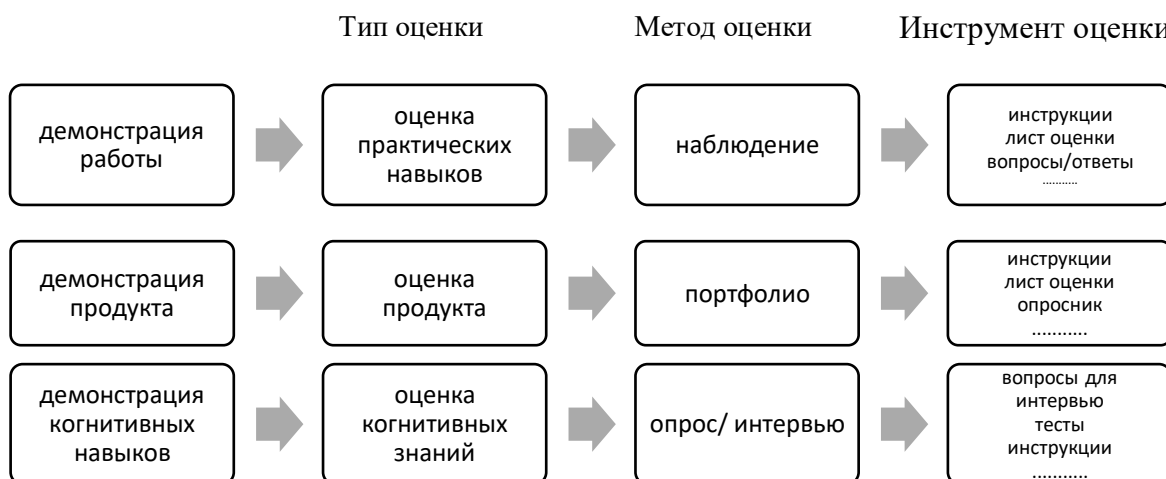 Тип оценки
Метод оценки
Инструмент оценки
демонстрация
работы
оценка
практических
навыков
наблюдение
инструкции
лист оценки
вопросы/ответы
...........
демонстрация
продукта
оценка
продукта
портфолио
инструкции
лист оценки
опросник
...........
демонстрация
когнитивных
навыков
оценка
когнитивных
знаний
опрос/ интервью
вопросы для
интервью
тесты
инструкции
...........